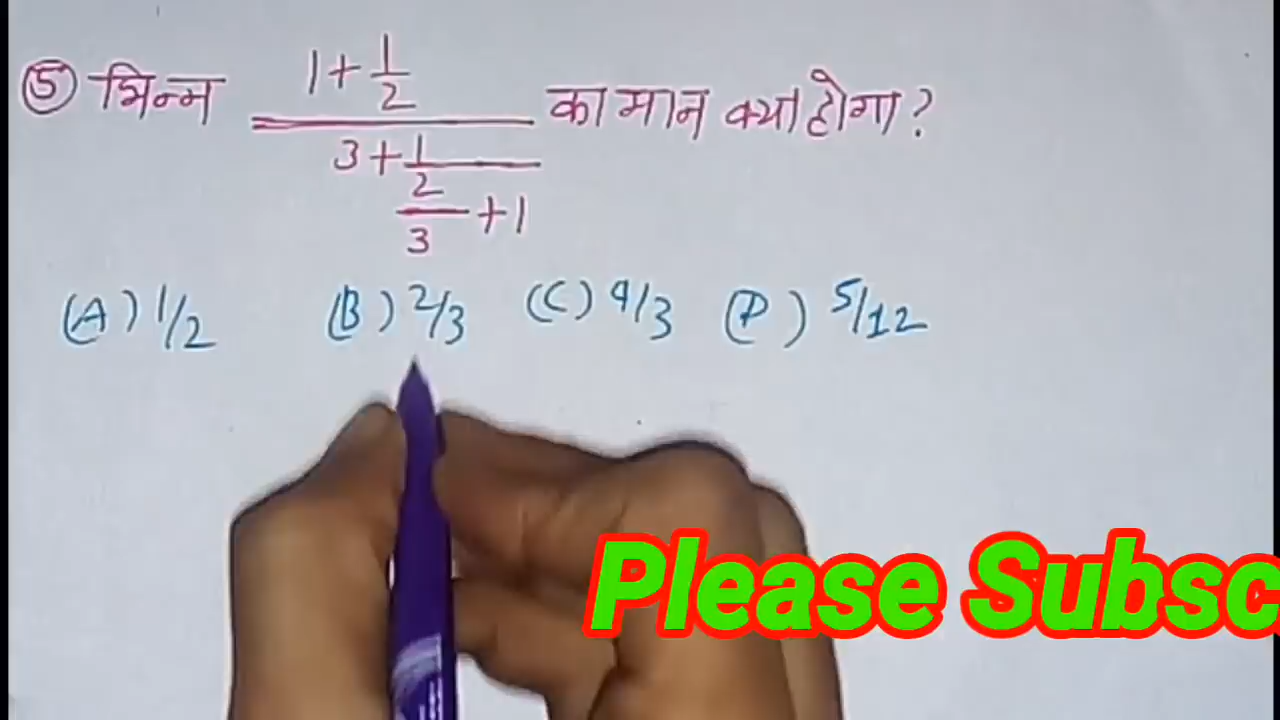 ⑤ भिन्न (1+1/2)/(3+1/(2/3+1)) का मान क्या होगा?
(A) 1/2 (B) 2/3 (C) 4/3 (D) 5/12
Please Subsc